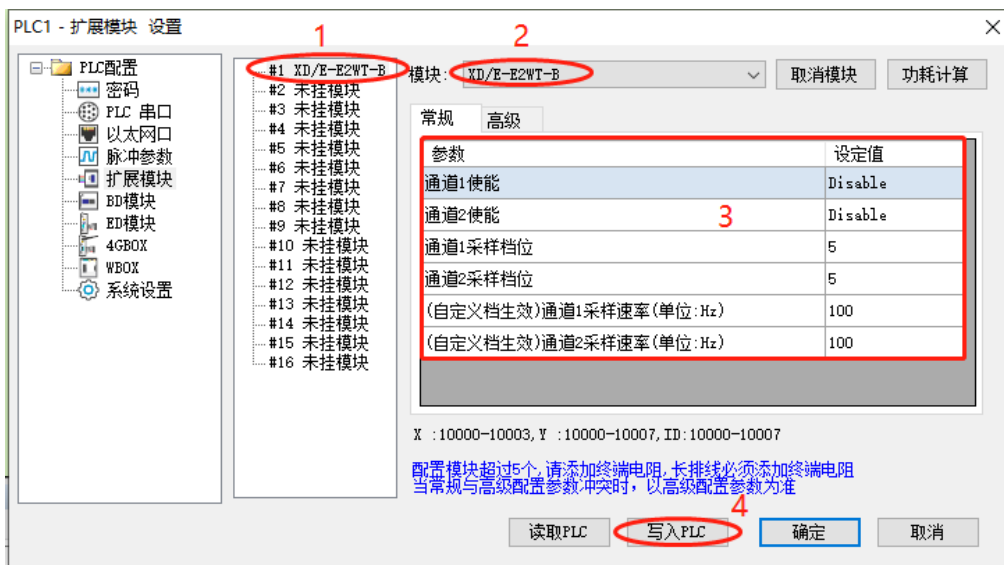 PLC1 - 扩展模块 设置
1
2
PLC配置
密码
PLC 串口
以太网口
脉冲参数
扩展模块
BD模块
ED模块
4GBOX
WBOX
系统设置
#1 XD/E-E2WT-B
#2 未挂模块
#3 未挂模块
#4 未挂模块
#5 未挂模块
#6 未挂模块
#7 未挂模块
#8 未挂模块
#9 未挂模块
#10 未挂模块
#11 未挂模块
#12 未挂模块
#13 未挂模块
#14 未挂模块
#15 未挂模块
#16 未挂模块
模块: XD/E-E2WT-B 取消模块 功耗计算
常规 高级
参数 设定值
通道1使能 Disable
通道2使能 Disable
3
通道1采样档位 5
通道2采样档位 5
(自定义档生效)通道1采样速率(单位:Hz) 100
(自定义档生效)通道2采样速率(单位:Hz) 100
X :10000-10003,Y :10000-10007,ID:10000-10007
配置模块超过5个,请添加终端电阻,长排线必须添加终端电阻
当常规与高级配置参数冲突时，以高级配置参数为准
4
读取PLC 写入PLC 确定 取消